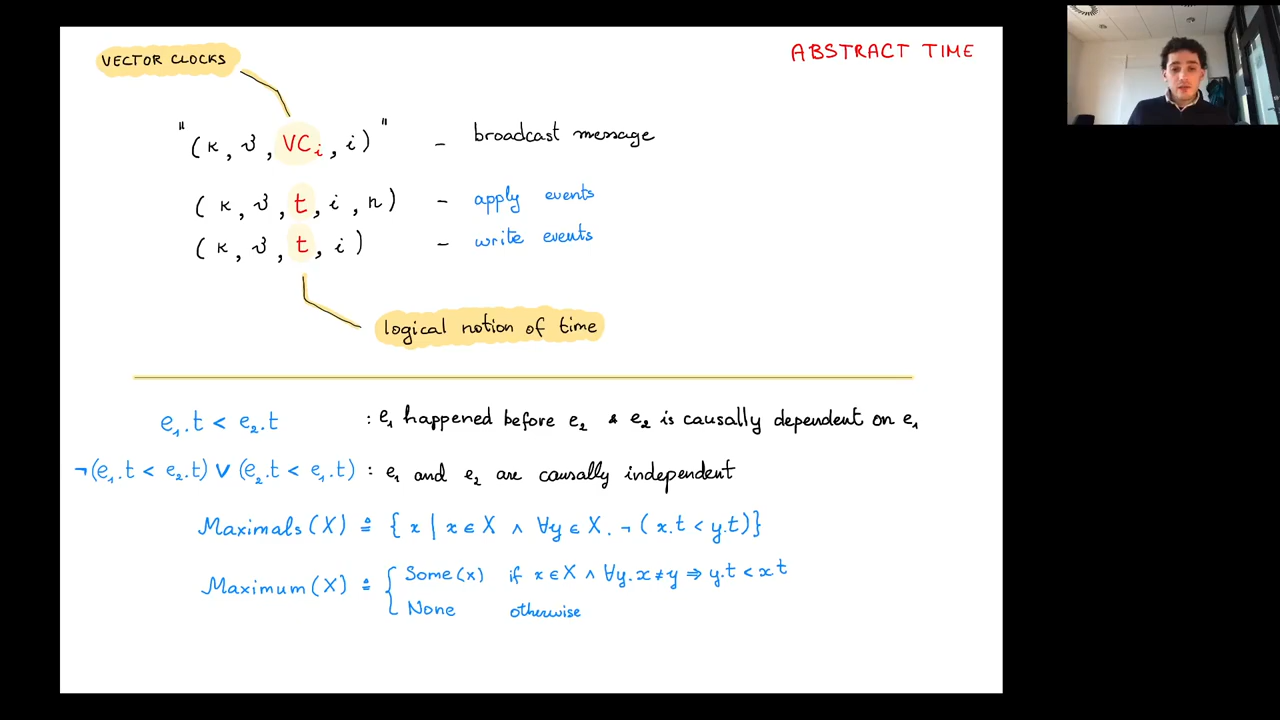 VECTOR CLOCKS
ABSTRACT TIME
"(κ, ϑ, VCᵢ, i)" - broadcast message
(κ, ϑ, t, i, n) - apply events
(κ, ϑ, t, i) - write events
logical notion of time
e₁.t < e₂.t : e₁ happened before e₂ & e₂ is causally dependent on e₁
¬(e₁.t < e₂.t) ∨ (e₂.t < e₁.t) : e₁ and e₂ are causally independent
Maximals(X) ≜ { x | x ∈ X ∧ ∀y ∈ X. ¬(x.t < y.t)}
Maximum(X) ≜ { Some(x) if x ∈ X ∧ ∀y. x ≠ y ⇒ y.t < x t
None otherwise